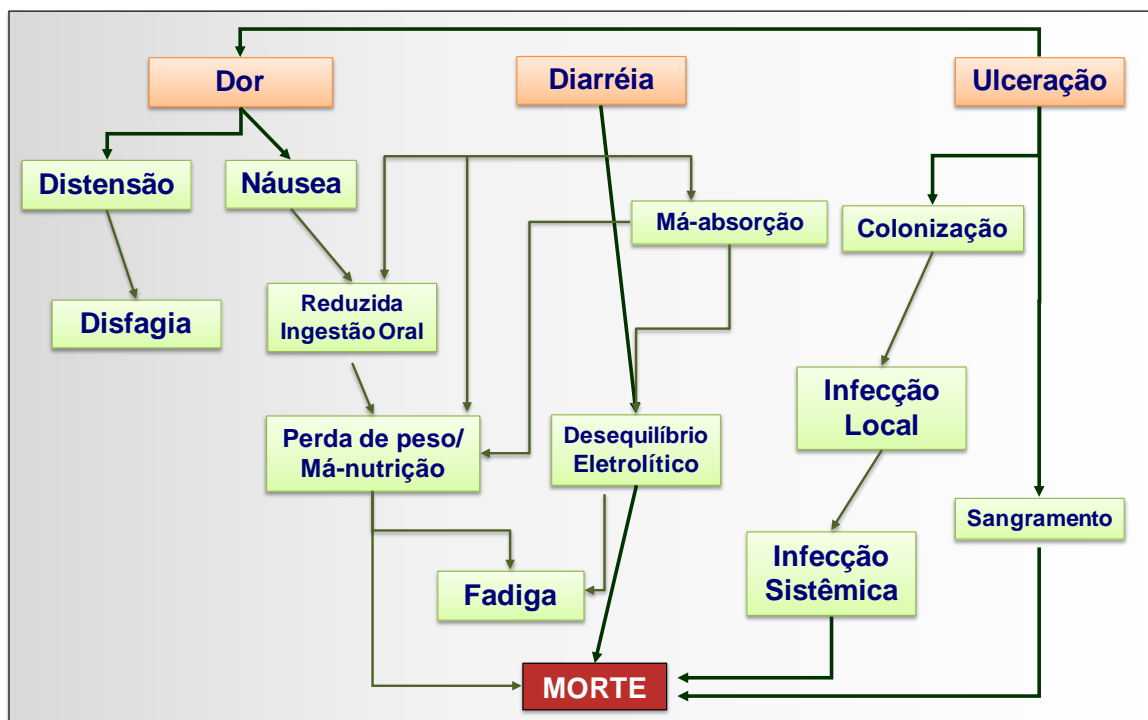 Dor
Diarréia
Ulceração
Distensão
Náusea
Má-absorção
Colonização
Disfagia
Reduzida
Ingestão Oral
Infecção
Local
Perda de peso/
Má-nutrição
Desequilíbrio
Eletrolítico
Sangramento
Fadiga
Infecção
Sistêmica
MORTE